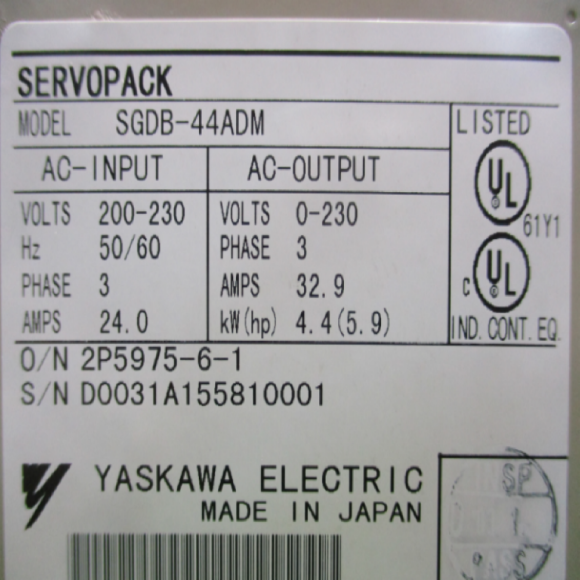 SERVOPACK
MODEL SGDB-44ADM
LISTED
AC-INPUT AC-OUTPUT
VOLTS 200-230 VOLTS 0-230
Hz 50/60 PHASE 3
PHASE 3 AMPS 32.9
AMPS 24.0 kW(hp) 4.4(5.9)
UL
61Y1
c UL
IND. CONT. EQ.
O/N 2P5975-6-1
S/N D0031A155810001
YASKAWA ELECTRIC
MADE IN JAPAN